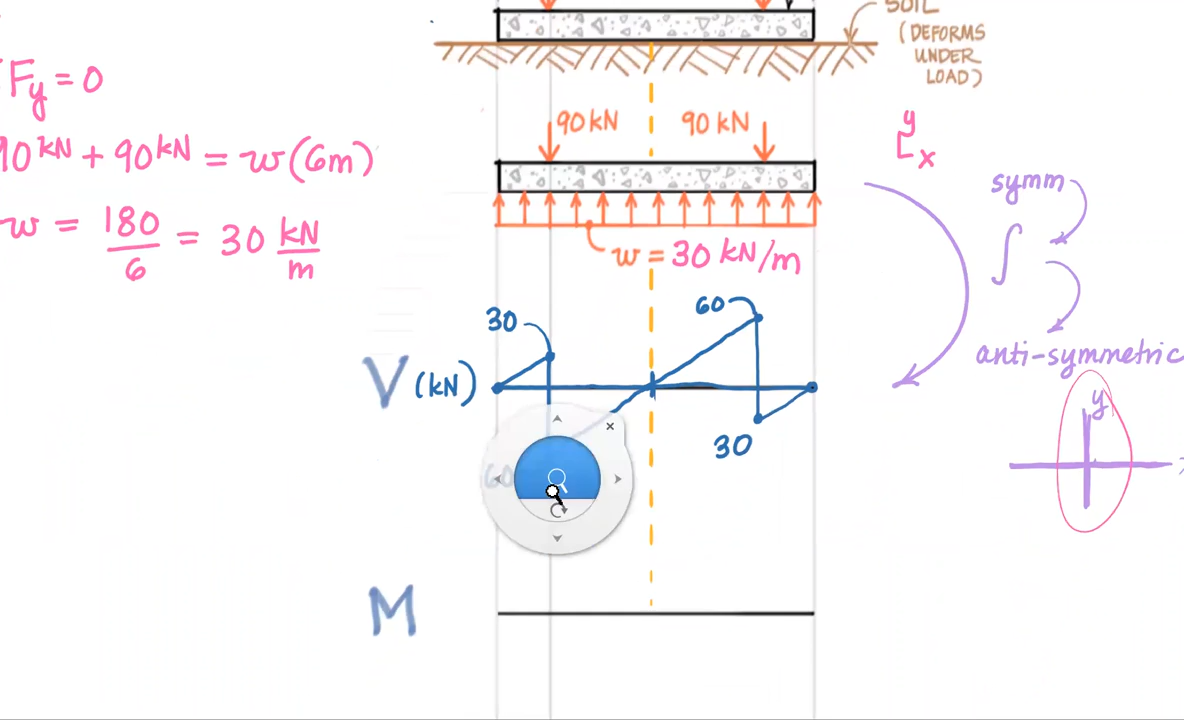 SOIL
(DEFORMS
UNDER
LOAD)
Fy = 0
90 kN + 90 kN = w(6m)
w = 180/6 = 30 kN/m
90 kN
90 kN
w = 30 kN/m
y
x
symm
∫
anti-symmetric
y
V (kN)
30
60
60
30
M